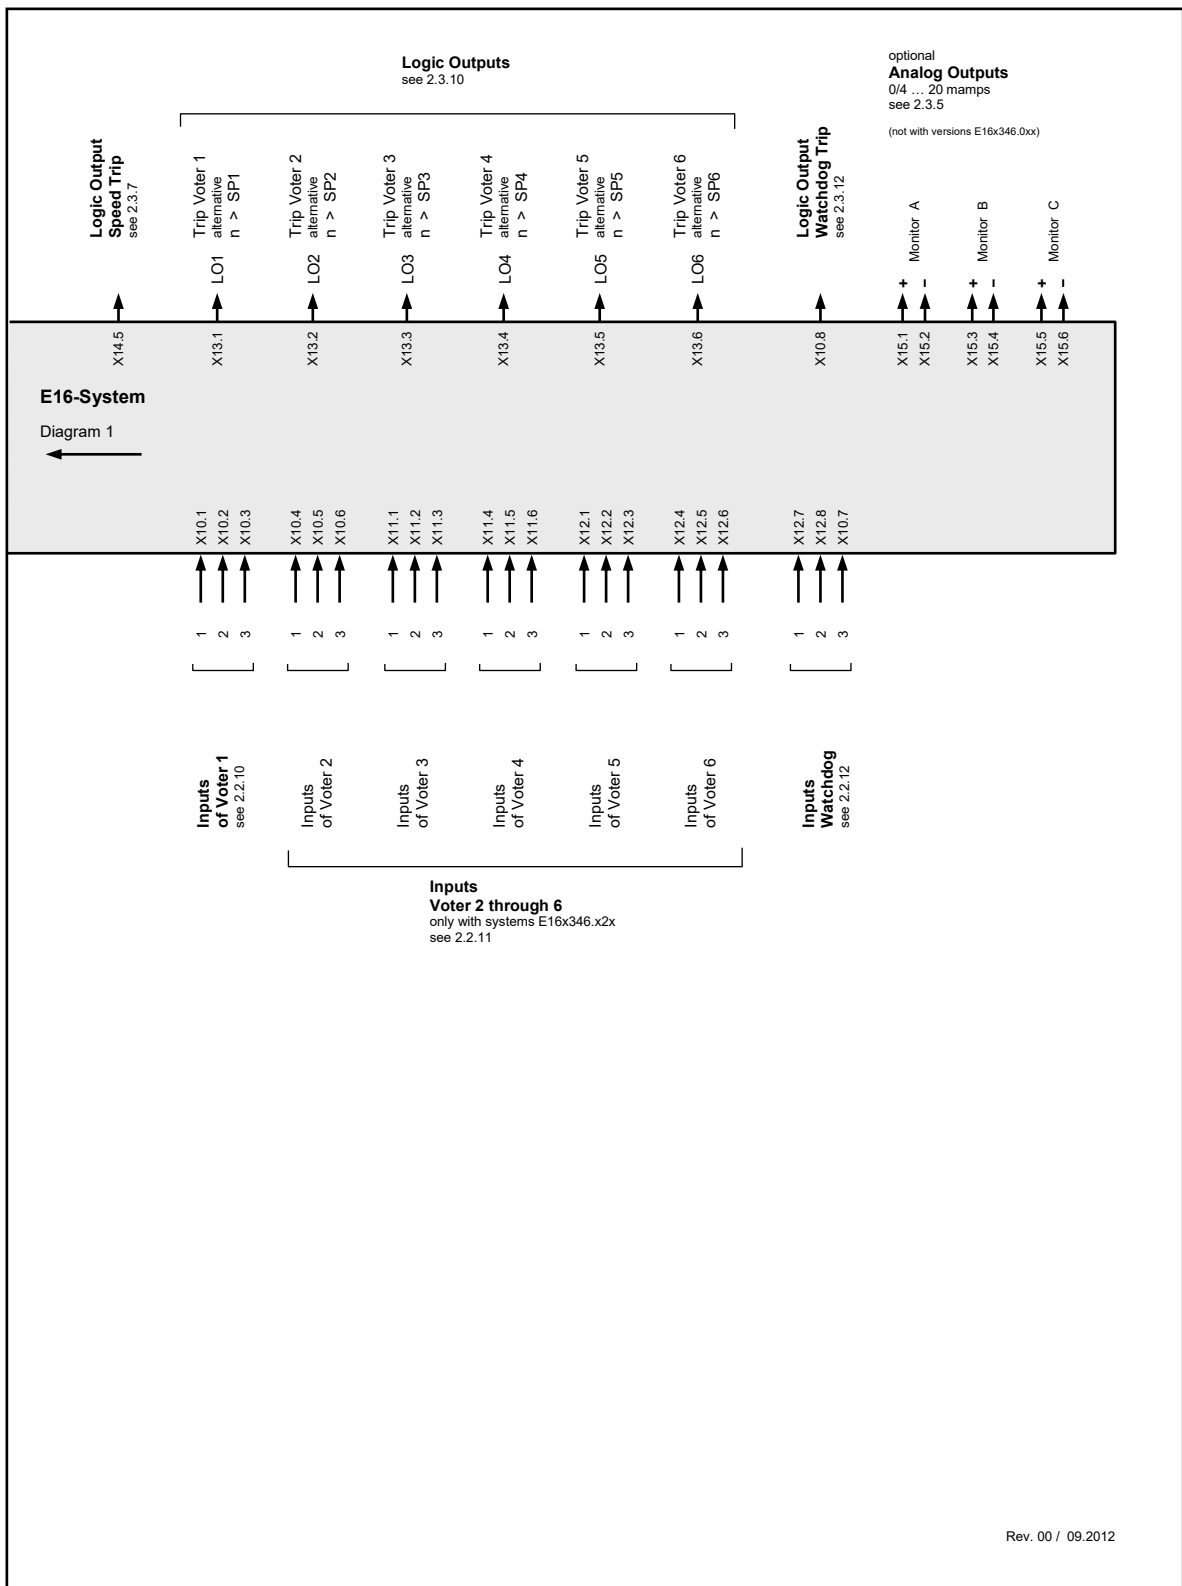 Logic Outputs
see 2.3.10
optional
Analog Outputs
0/4 … 20 mamps
see 2.3.5
(not with versions E16x346.0xx)
Logic Output
Speed Trip
see 2.3.7
Trip Voter 1
alternative
n > SP1
Trip Voter 2
alternative
n > SP2
Trip Voter 3
alternative
n > SP3
Trip Voter 4
alternative
n > SP4
Trip Voter 5
alternative
n > SP5
Trip Voter 6
alternative
n > SP6
Logic Output
Watchdog Trip
see 2.3.12
Monitor A
Monitor B
Monitor C
LO1
LO2
LO3
LO4
LO5
LO6
+
–
+
–
+
–
X14.5
X13.1
X13.2
X13.3
X13.4
X13.5
X13.6
X10.8
X15.1
X15.2
X15.3
X15.4
X15.5
X15.6
E16-System
Diagram 1
X10.1
X10.2
X10.3
X10.4
X10.5
X10.6
X11.1
X11.2
X11.3
X11.4
X11.5
X11.6
X12.1
X12.2
X12.3
X12.4
X12.5
X12.6
X12.7
X12.8
X10.7
1
2
3
1
2
3
1
2
3
1
2
3
1
2
3
1
2
3
1
2
3
Inputs
of Voter 1
see 2.2.10
Inputs
of Voter 2
Inputs
of Voter 3
Inputs
of Voter 4
Inputs
of Voter 5
Inputs
of Voter 6
Inputs
Watchdog
see 2.2.12
Inputs
Voter 2 through 6
only with systems E16x346.x2x
see 2.2.11
Rev. 00 / 09.2012